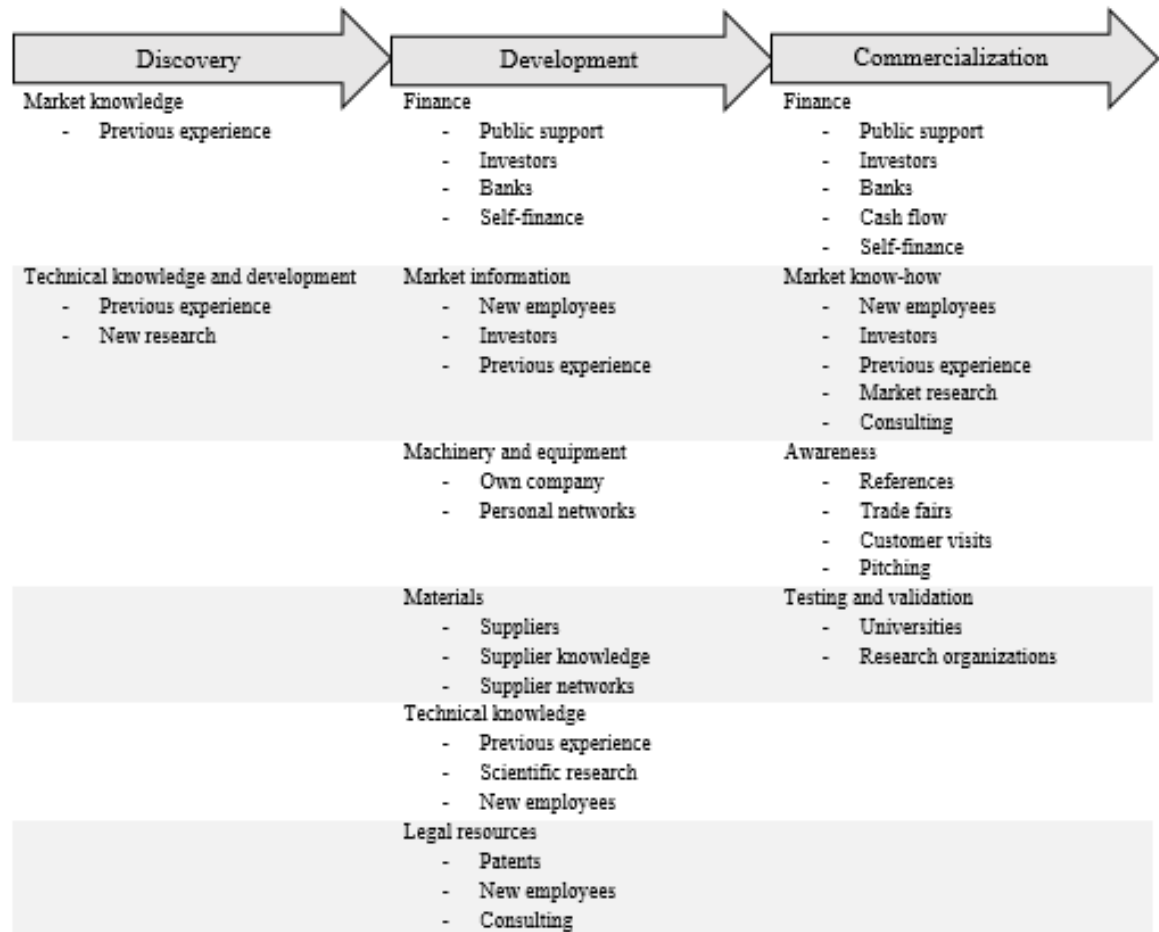 Discovery
Development
Commercialization
Market knowledge
- Previous experience
Finance
- Public support
- Investors
- Banks
- Self-finance
Finance
- Public support
- Investors
- Banks
- Cash flow
- Self-finance
Technical knowledge and development
- Previous experience
- New research
Market information
- New employees
- Investors
- Previous experience
Market know-how
- New employees
- Investors
- Previous experience
- Market research
- Consulting
Machinery and equipment
- Own company
- Personal networks
Awareness
- References
- Trade fairs
- Customer visits
- Pitching
Materials
- Suppliers
- Supplier knowledge
- Supplier networks
Testing and validation
- Universities
- Research organizations
Technical knowledge
- Previous experience
- Scientific research
- New employees
Legal resources
- Patents
- New employees
- Consulting